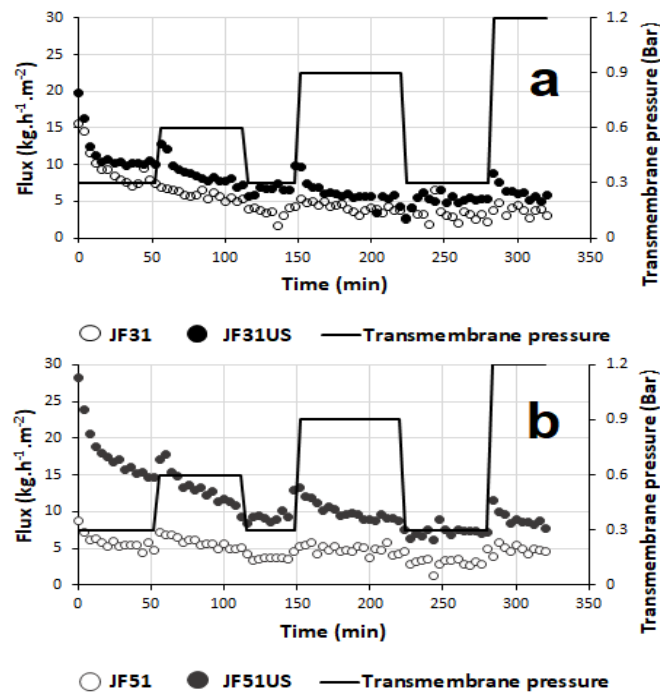 30
25
20
15
10
5
0
Flux (kg.h-¹.m-²)
a
1.2
0.9
0.6
0.3
0
Transmembrane pressure (Bar)
0 50 100 150 200 250 300 350
Time (min)
JF31 JF31US Transmembrane pressure
30
25
20
15
10
5
0
Flux (kg.h-¹.m-²)
b
1.2
0.9
0.6
0.3
0
Transmembrane pressure (Bar)
0 50 100 150 200 250 300 350
Time (min)
JF51 JF51US Transmembrane pressure